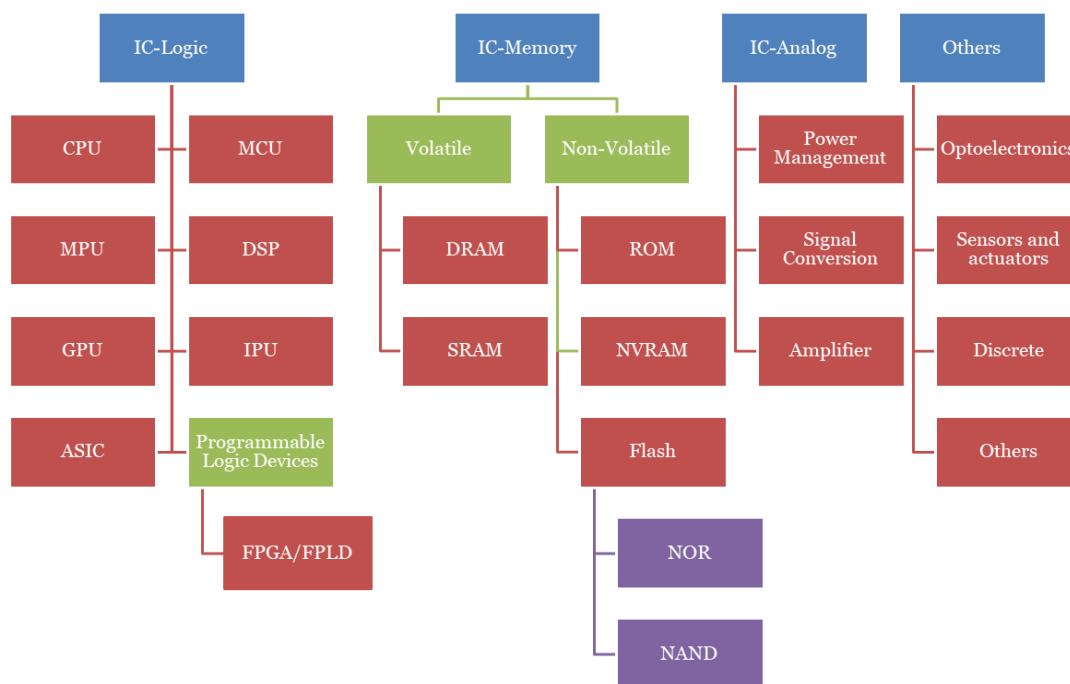 IC-Logic
IC-Memory
IC-Analog
Others
CPU
MCU
Volatile
Non-Volatile
Power
Management
Optoelectronics
MPU
DSP
DRAM
ROM
Signal
Conversion
Sensors and
actuators
GPU
IPU
SRAM
NVRAM
Amplifier
Discrete
ASIC
Programmable
Logic Devices
Flash
Others
FPGA/FPLD
NOR
NAND